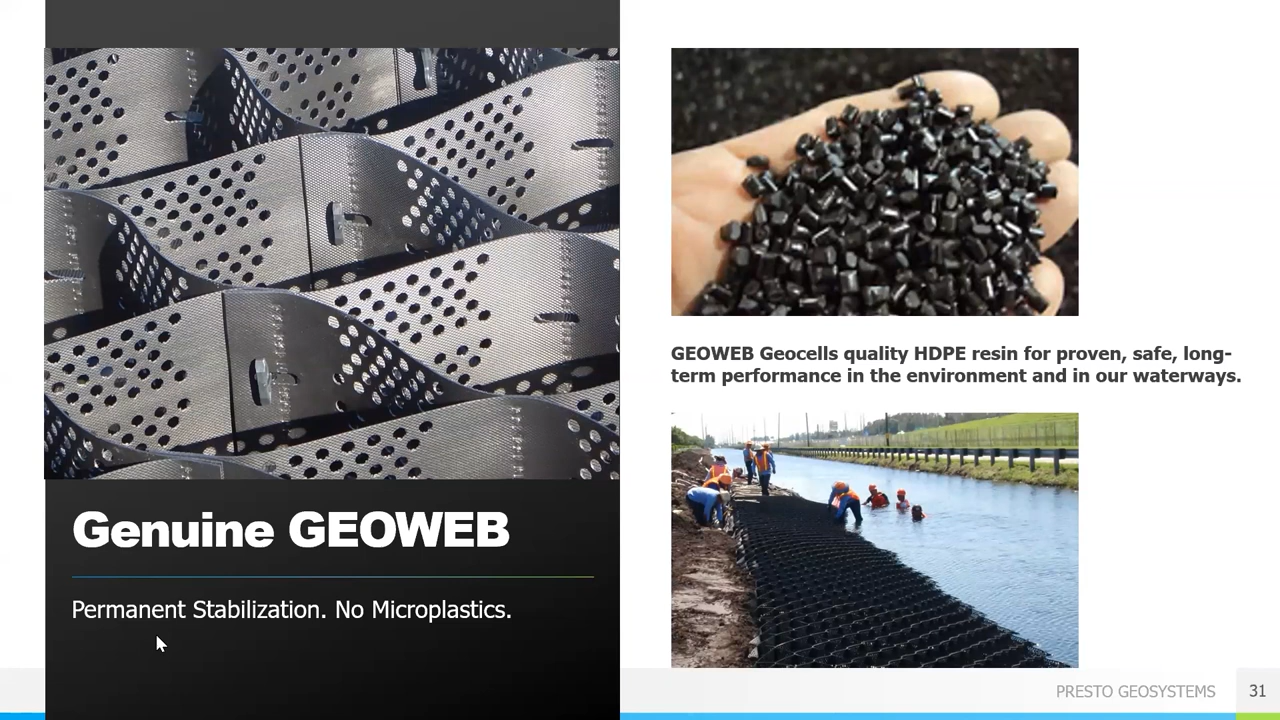 Genuine GEOWEB
Permanent Stabilization. No Microplastics.
GEOWEB Geocells quality HDPE resin for proven, safe, long-
term performance in the environment and in our waterways.
PRESTO GEOSYSTEMS
31